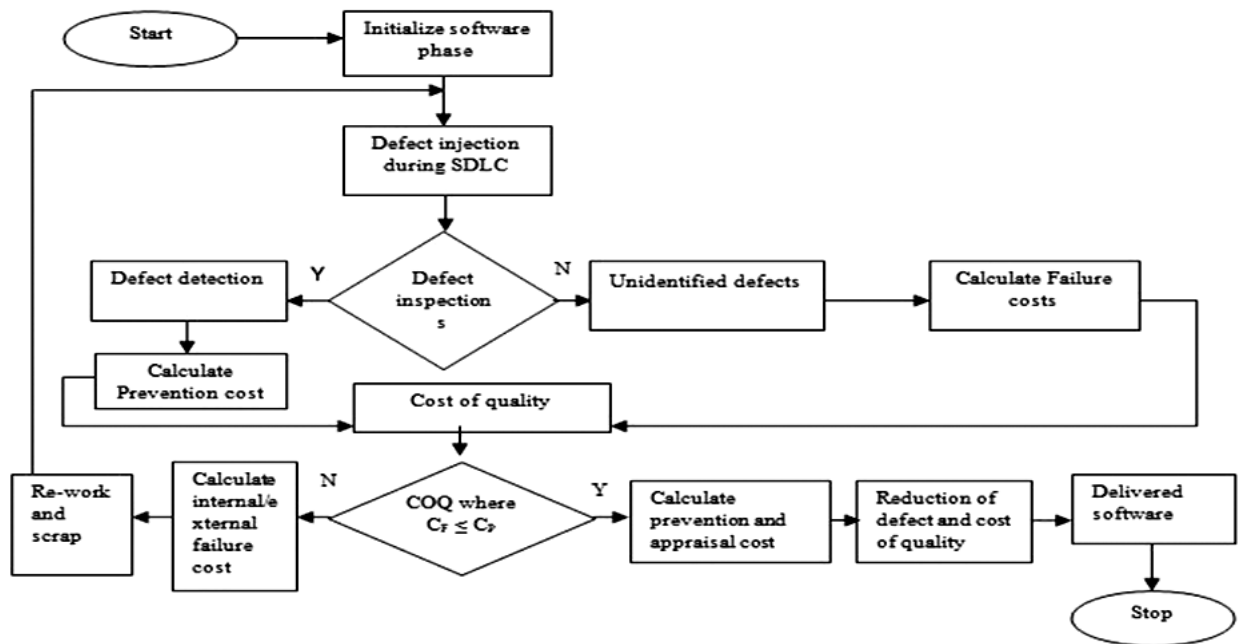 Start
Initialize software
phase
Defect injection
during SDLC
Defect
inspection
s
Y
N
Defect detection
Unidentified defects
Calculate Failure
costs
Calculate
Prevention cost
Cost of quality
COQ where
C_F ≤ C_P
N
Y
Calculate
internal/e
xternal
failure
cost
Re-work
and
scrap
Calculate
prevention and
appraisal cost
Reduction of
defect and cost
of quality
Delivered
software
Stop